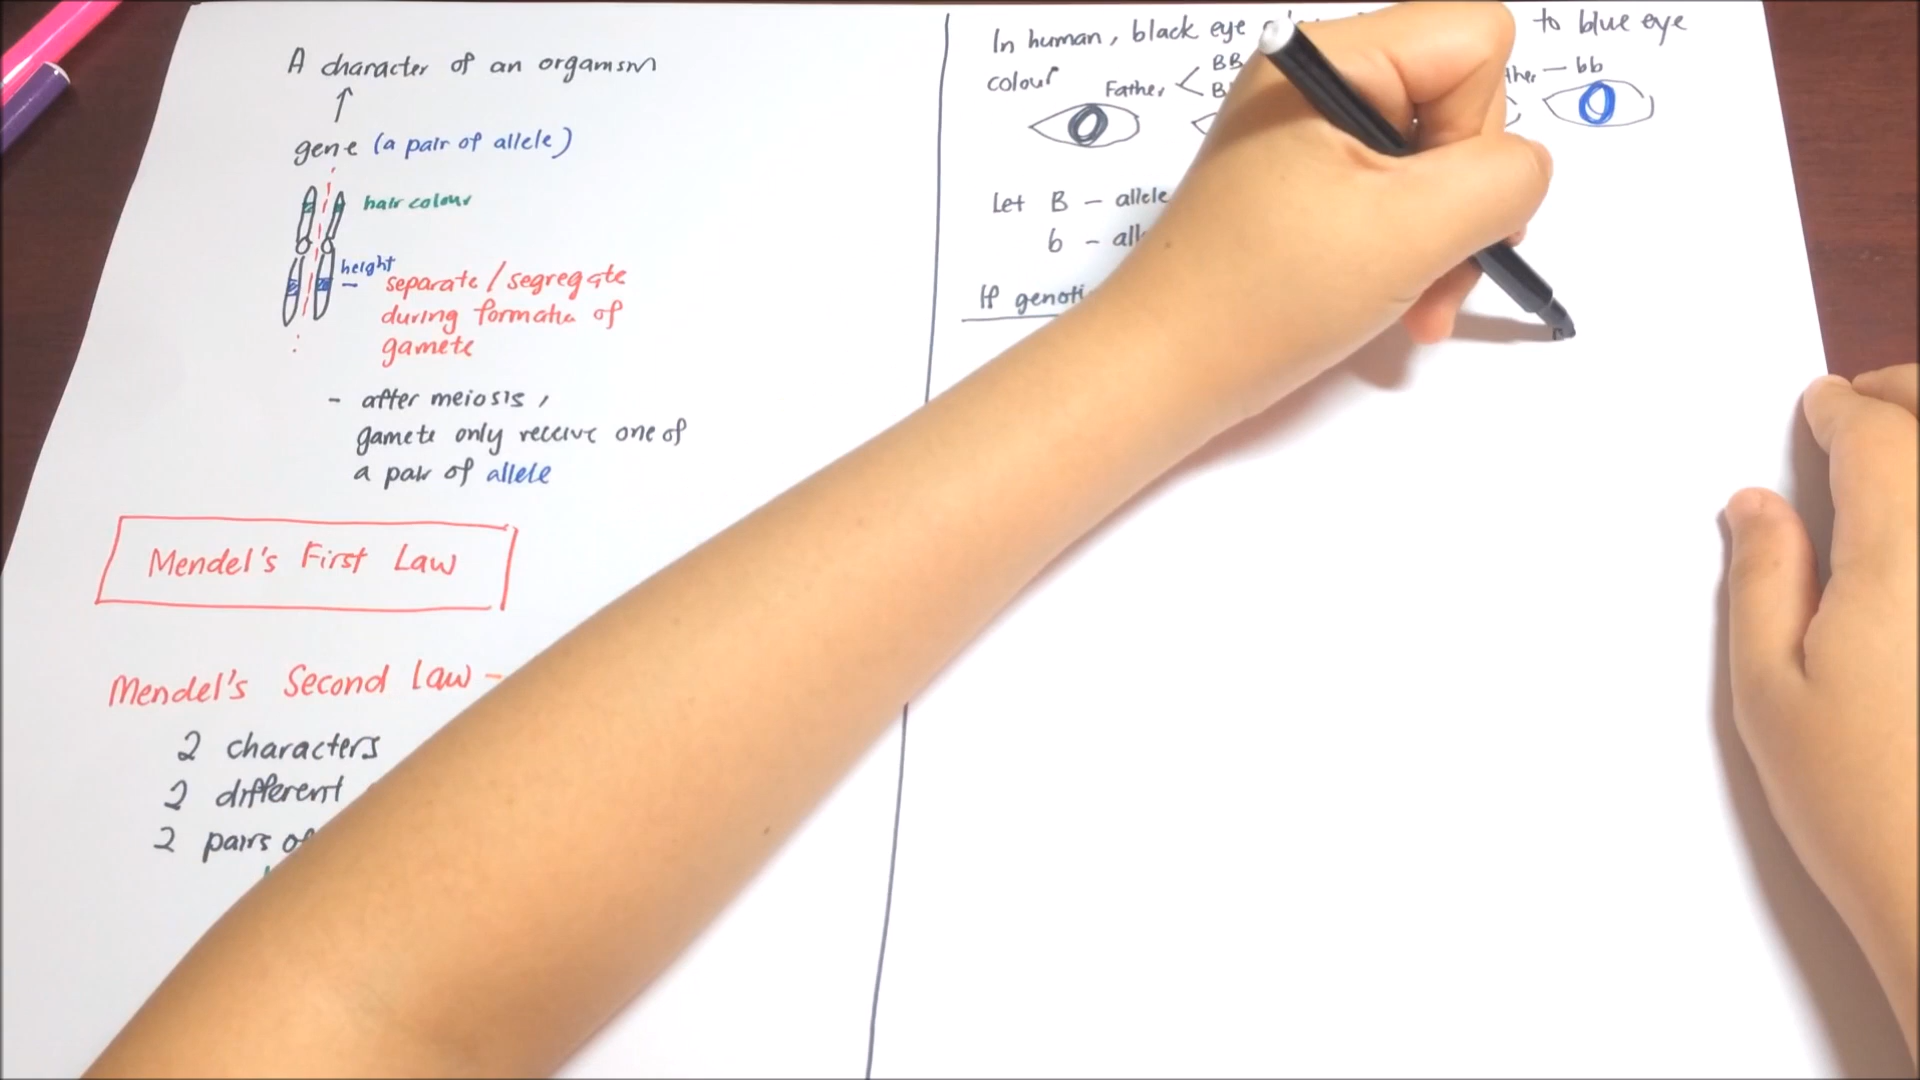 A character of an organism
gene (a pair of allele)
hair colour
height
separate / segregate
during formation of
gamete
- after meiosis,
gamete only receive one of
a pair of allele
Mendel's First Law
Mendel's Second Law -
2 characters
2 different
2 pairs of
In human, black eye to blue eye
colour Father BB bb
Let B - allele
b -
If